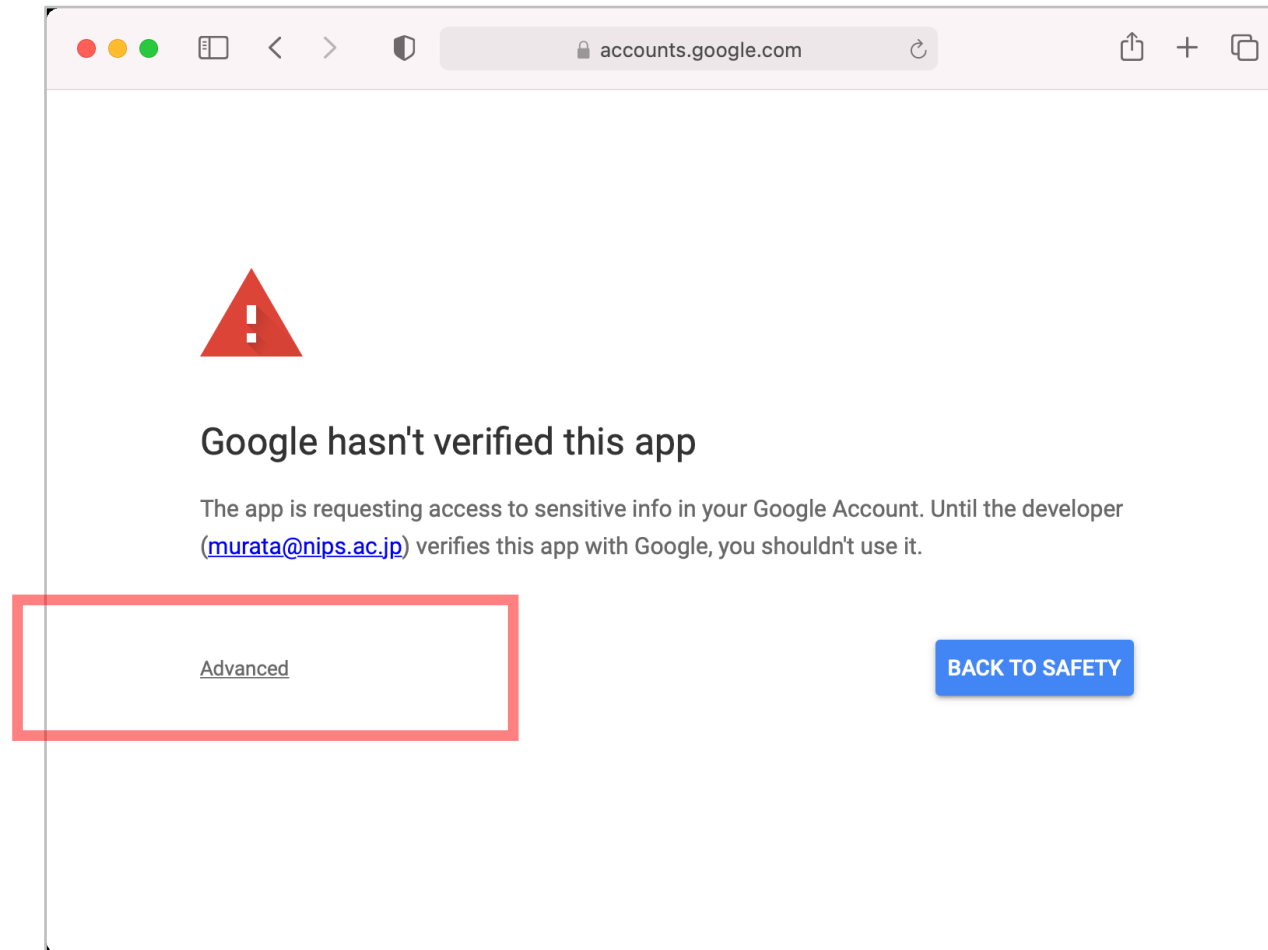 accounts.google.com
Google hasn't verified this app
The app is requesting access to sensitive info in your Google Account. Until the developer
(murata@nips.ac.jp) verifies this app with Google, you shouldn't use it.
Advanced
BACK TO SAFETY